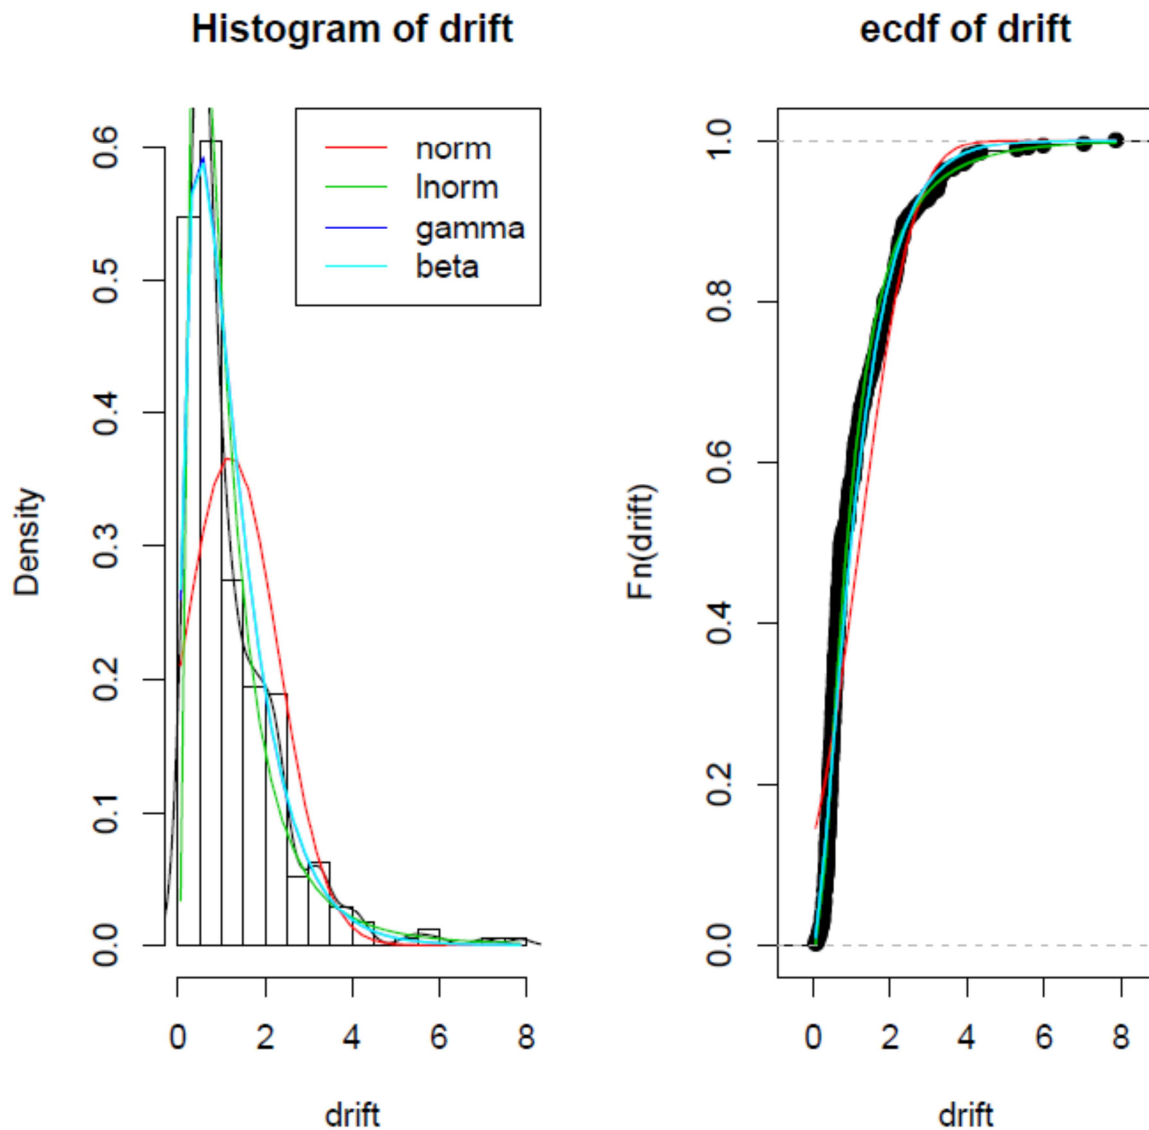 Histogram of drift
norm
lnorm
gamma
beta
0.6
0.5
0.4
0.3
0.2
0.1
0.0
Density
0 2 4 6 8
drift
ecdf of drift
1.0
0.8
0.6
0.4
0.2
0.0
Fn(drift)
0 2 4 6 8
drift